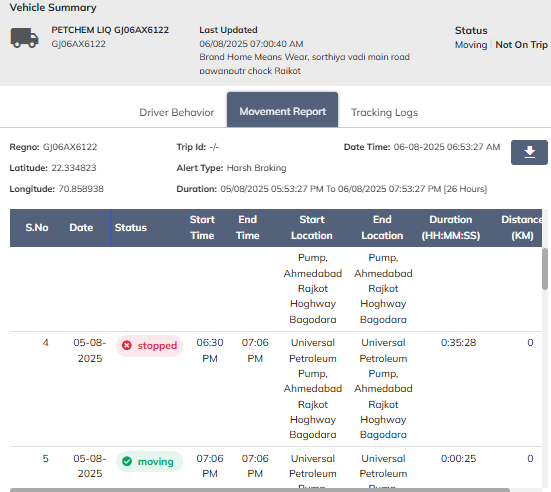 Vehicle Summary
PETCHEM LIQ GJ06AX6122
GJ06AX6122
Last Updated
06/08/2025 07:00:40 AM
Brand Home Means Wear, sorthiya vadi main road
pawanputr chock Rajkot
Status
Moving | Not On Trip
Driver Behavior
Movement Report
Tracking Logs
Regno: GJ06AX6122
Trip Id: -/-
Date Time: 06-08-2025 06:53:27 AM
Latitude: 22.334823
Alert Type: Harsh Braking
Longitude: 70.858938
Duration: 05/08/2025 05:53:27 PM To 06/08/2025 07:53:27 PM [26 Hours]
S.No
Date
Status
Start
Time
End
Time
Start
Location
End
Location
Duration
(HH:MM:SS)
Distance
(KM)
Pump,
Ahmedabad
Rajkot
Hoghway
Bagodara
Pump,
Ahmedabad
Rajkot
Hoghway
Bagodara
4
05-08-
2025
stopped
06:30
PM
07:06
PM
Universal
Petroleum
Pump,
Ahmedabad
Rajkot
Hoghway
Bagodara
Universal
Petroleum
Pump,
Ahmedabad
Rajkot
Hoghway
Bagodara
0:35:28
0
5
05-08-
2025
moving
07:06
PM
07:06
PM
Universal
Petroleum
Pump,
Universal
Petroleum
Pump,
0:00:25
0